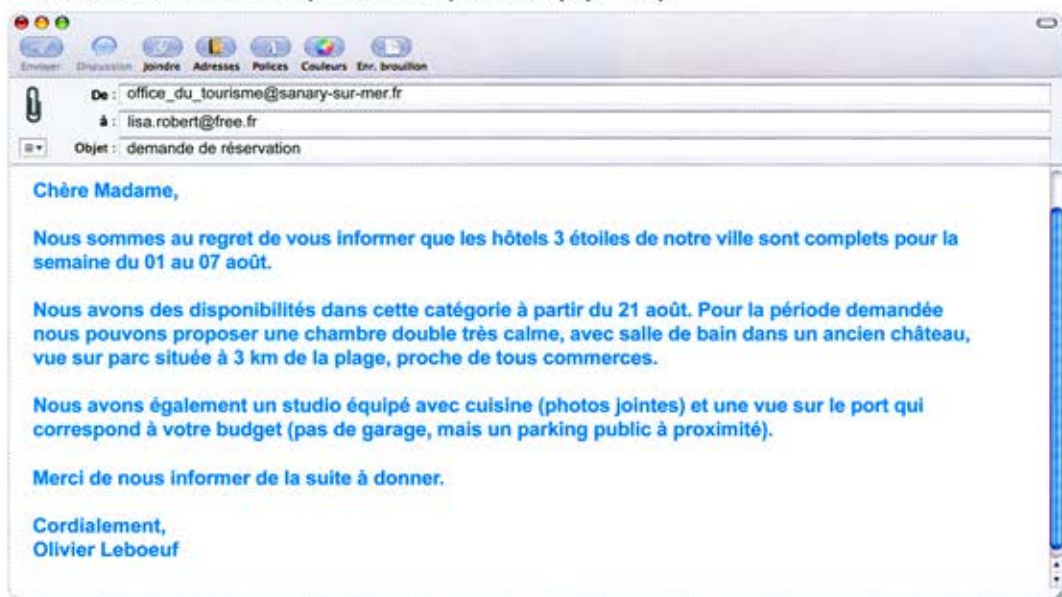 Envoyer Discussion Joindre Adresses Polices Couleurs Enr. brouillon
De : office_du_tourisme@sanary-sur-mer.fr
à : lisa.robert@free.fr
Objet : demande de réservation
Chère Madame,
Nous sommes au regret de vous informer que les hôtels 3 étoiles de notre ville sont complets pour la
semaine du 01 au 07 août.
Nous avons des disponibilités dans cette catégorie à partir du 21 août. Pour la période demandée
nous pouvons proposer une chambre double très calme, avec salle de bain dans un ancien château,
vue sur parc située à 3 km de la plage, proche de tous commerces.
Nous avons également un studio équipé avec cuisine (photos jointes) et une vue sur le port qui
correspond à votre budget (pas de garage, mais un parking public à proximité).
Merci de nous informer de la suite à donner.
Cordialement,
Olivier Leboeuf